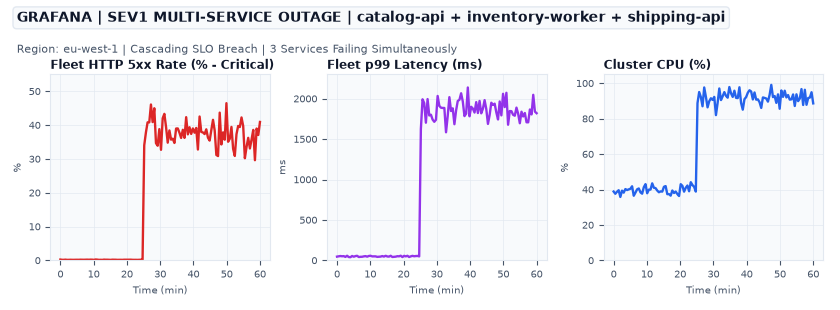 GRAFANA | SEV1 MULTI-SERVICE OUTAGE | catalog-api + inventory-worker + shipping-api
Region: eu-west-1 | Cascading SLO Breach | 3 Services Failing Simultaneously
Fleet HTTP 5xx Rate (% - Critical)
50
40
30
20
10
0
%
0 10 20 30 40 50 60
Time (min)
Fleet p99 Latency (ms)
2000
1500
1000
500
0
ms
0 10 20 30 40 50 60
Time (min)
Cluster CPU (%)
100
80
60
40
20
0
%
0 10 20 30 40 50 60
Time (min)